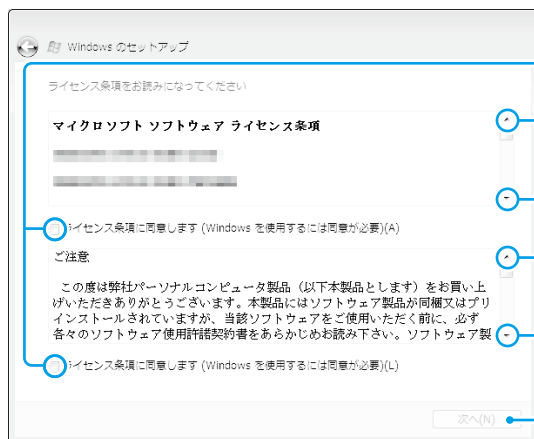 Windows のセットアップ
ライセンス条項をお読みになってください
マイクロソフト ソフトウェア ライセンス条項
ライセンス条項に同意します (Windows を使用するには同意が必要)(A)
ご注意
この度は弊社パーソナルコンピュータ製品（以下本製品とします）をお買い上
げいただきありがとうございます。本製品にはソフトウェア製品が同梱又はプリ
インストールされていますが、当該ソフトウェアをご使用いただく前に、必ず
各々のソフトウェア使用許諾契約書をあらかじめお読み下さい。ソフトウェア製
ライセンス条項に同意します (Windows を使用するには同意が必要)(L)
次へ(N)